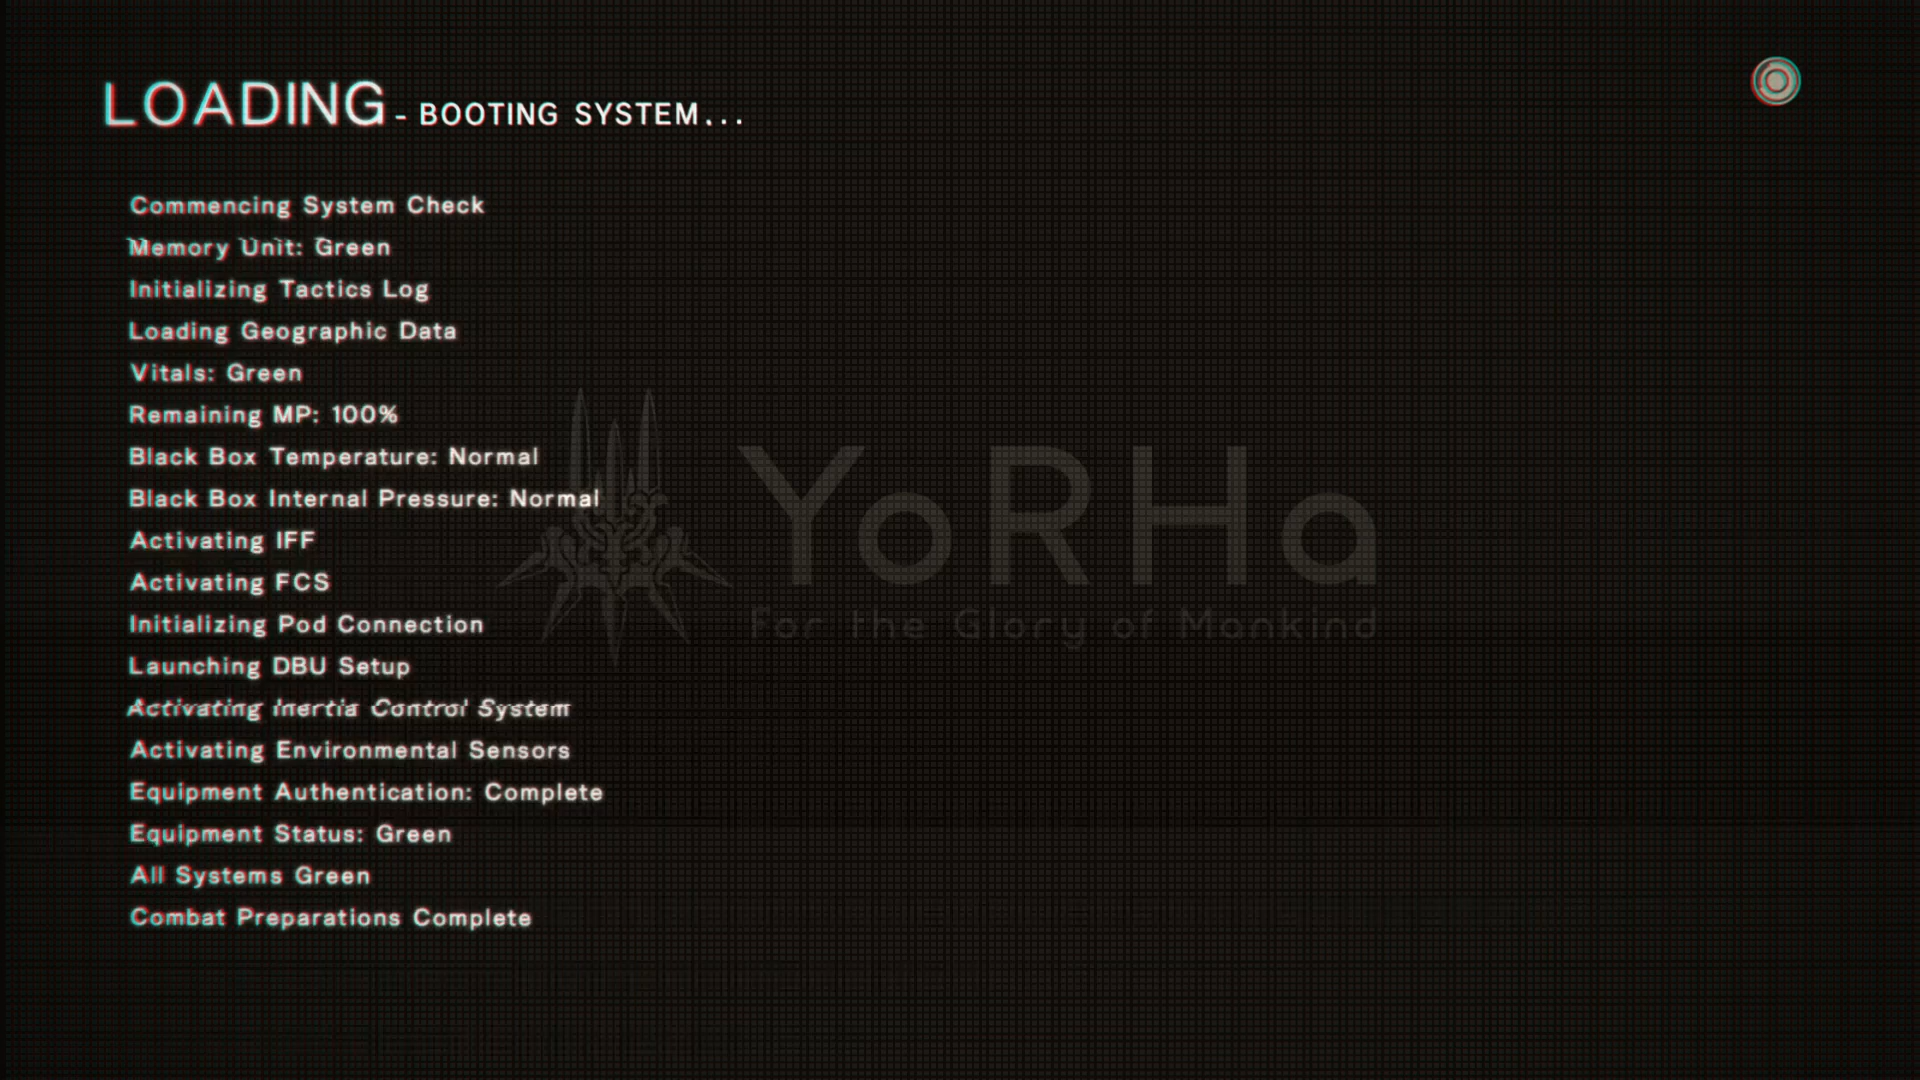 LOADING - BOOTING SYSTEM...
Commencing System Check
Memory Unit: Green
Initializing Tactics Log
Loading Geographic Data
Vitals: Green
Remaining MP: 100%
Black Box Temperature: Normal
Black Box Internal Pressure: Normal
Activating IFF
Activating FCS
Initializing Pod Connection
Launching DBU Setup
Activating Inertia Control System
Activating Environmental Sensors
Equipment Authentication: Complete
Equipment Status: Green
All Systems Green
Combat Preparations Complete
YoRHa
For the Glory of Mankind